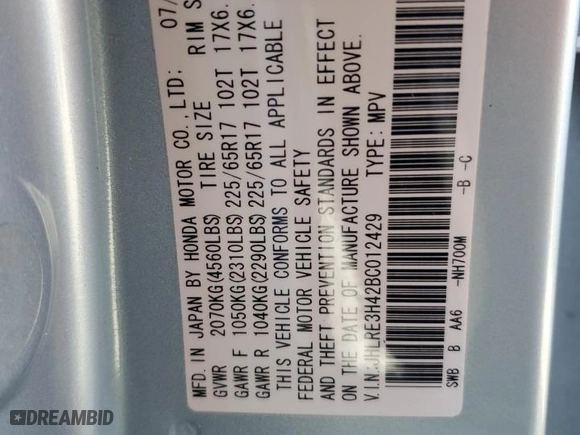 MFD. IN JAPAN BY HONDA MOTOR CO., LTD: 07/
GVWR 2070KG(4560LBS) TIRE SIZE RIM S
GAWR F 1050KG(2310LBS) 225/65R17 102T 17X6.
GAWR R 1040KG(2290LBS) 225/65R17 102T 17X6.
THIS VEHICLE CONFORMS TO ALL APPLICABLE
FEDERAL MOTOR VEHICLE SAFETY
AND THEFT PREVENTION STANDARDS IN EFFECT
ON THE DATE OF MANUFACTURE SHOWN ABOVE.
V.I.N:JHLRE3H42BC012429 TYPE: MPV
SWB B AA6 -NH700M -B -C
DREAMBID